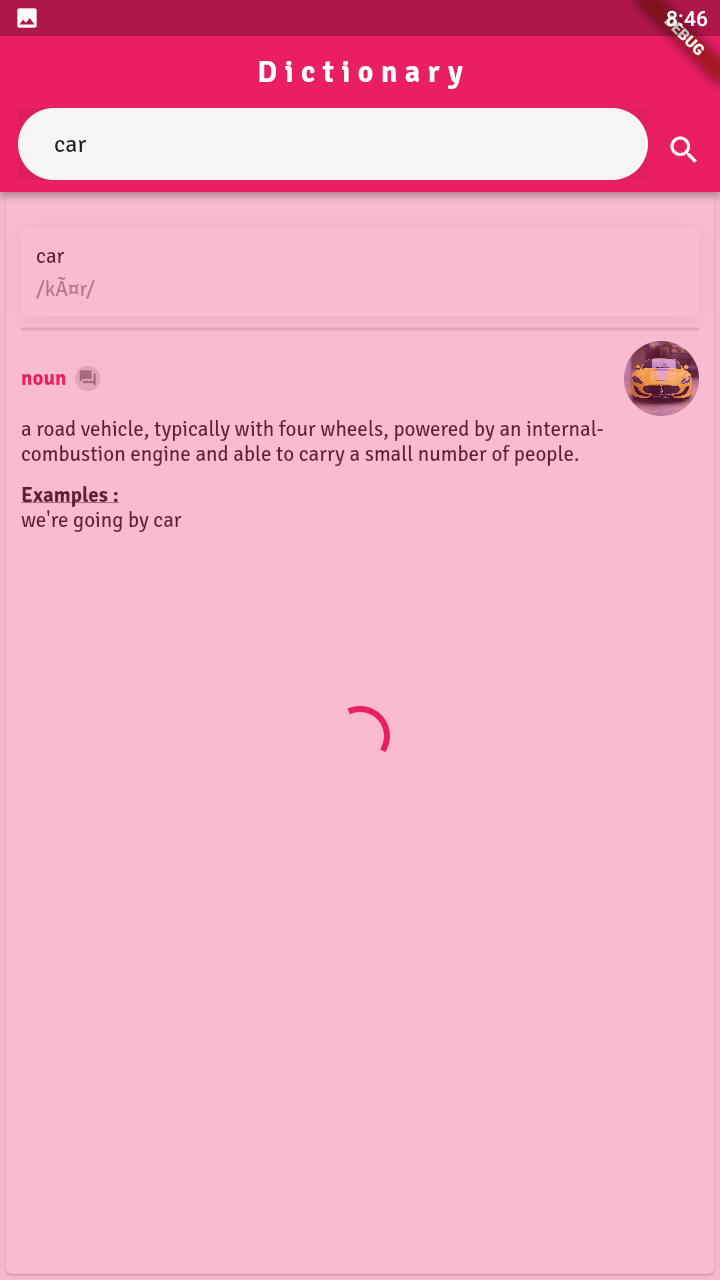 8:46
DEBUG
Dictionary
car
car
/kÃ¤r/
noun
a road vehicle, typically with four wheels, powered by an internal-
combustion engine and able to carry a small number of people.
Examples :
we're going by car